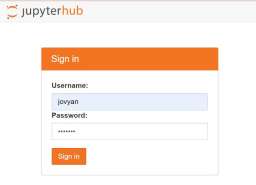 jupyterhub
Sign in
Username:
jovyan
Password:
•••••••
Sign in